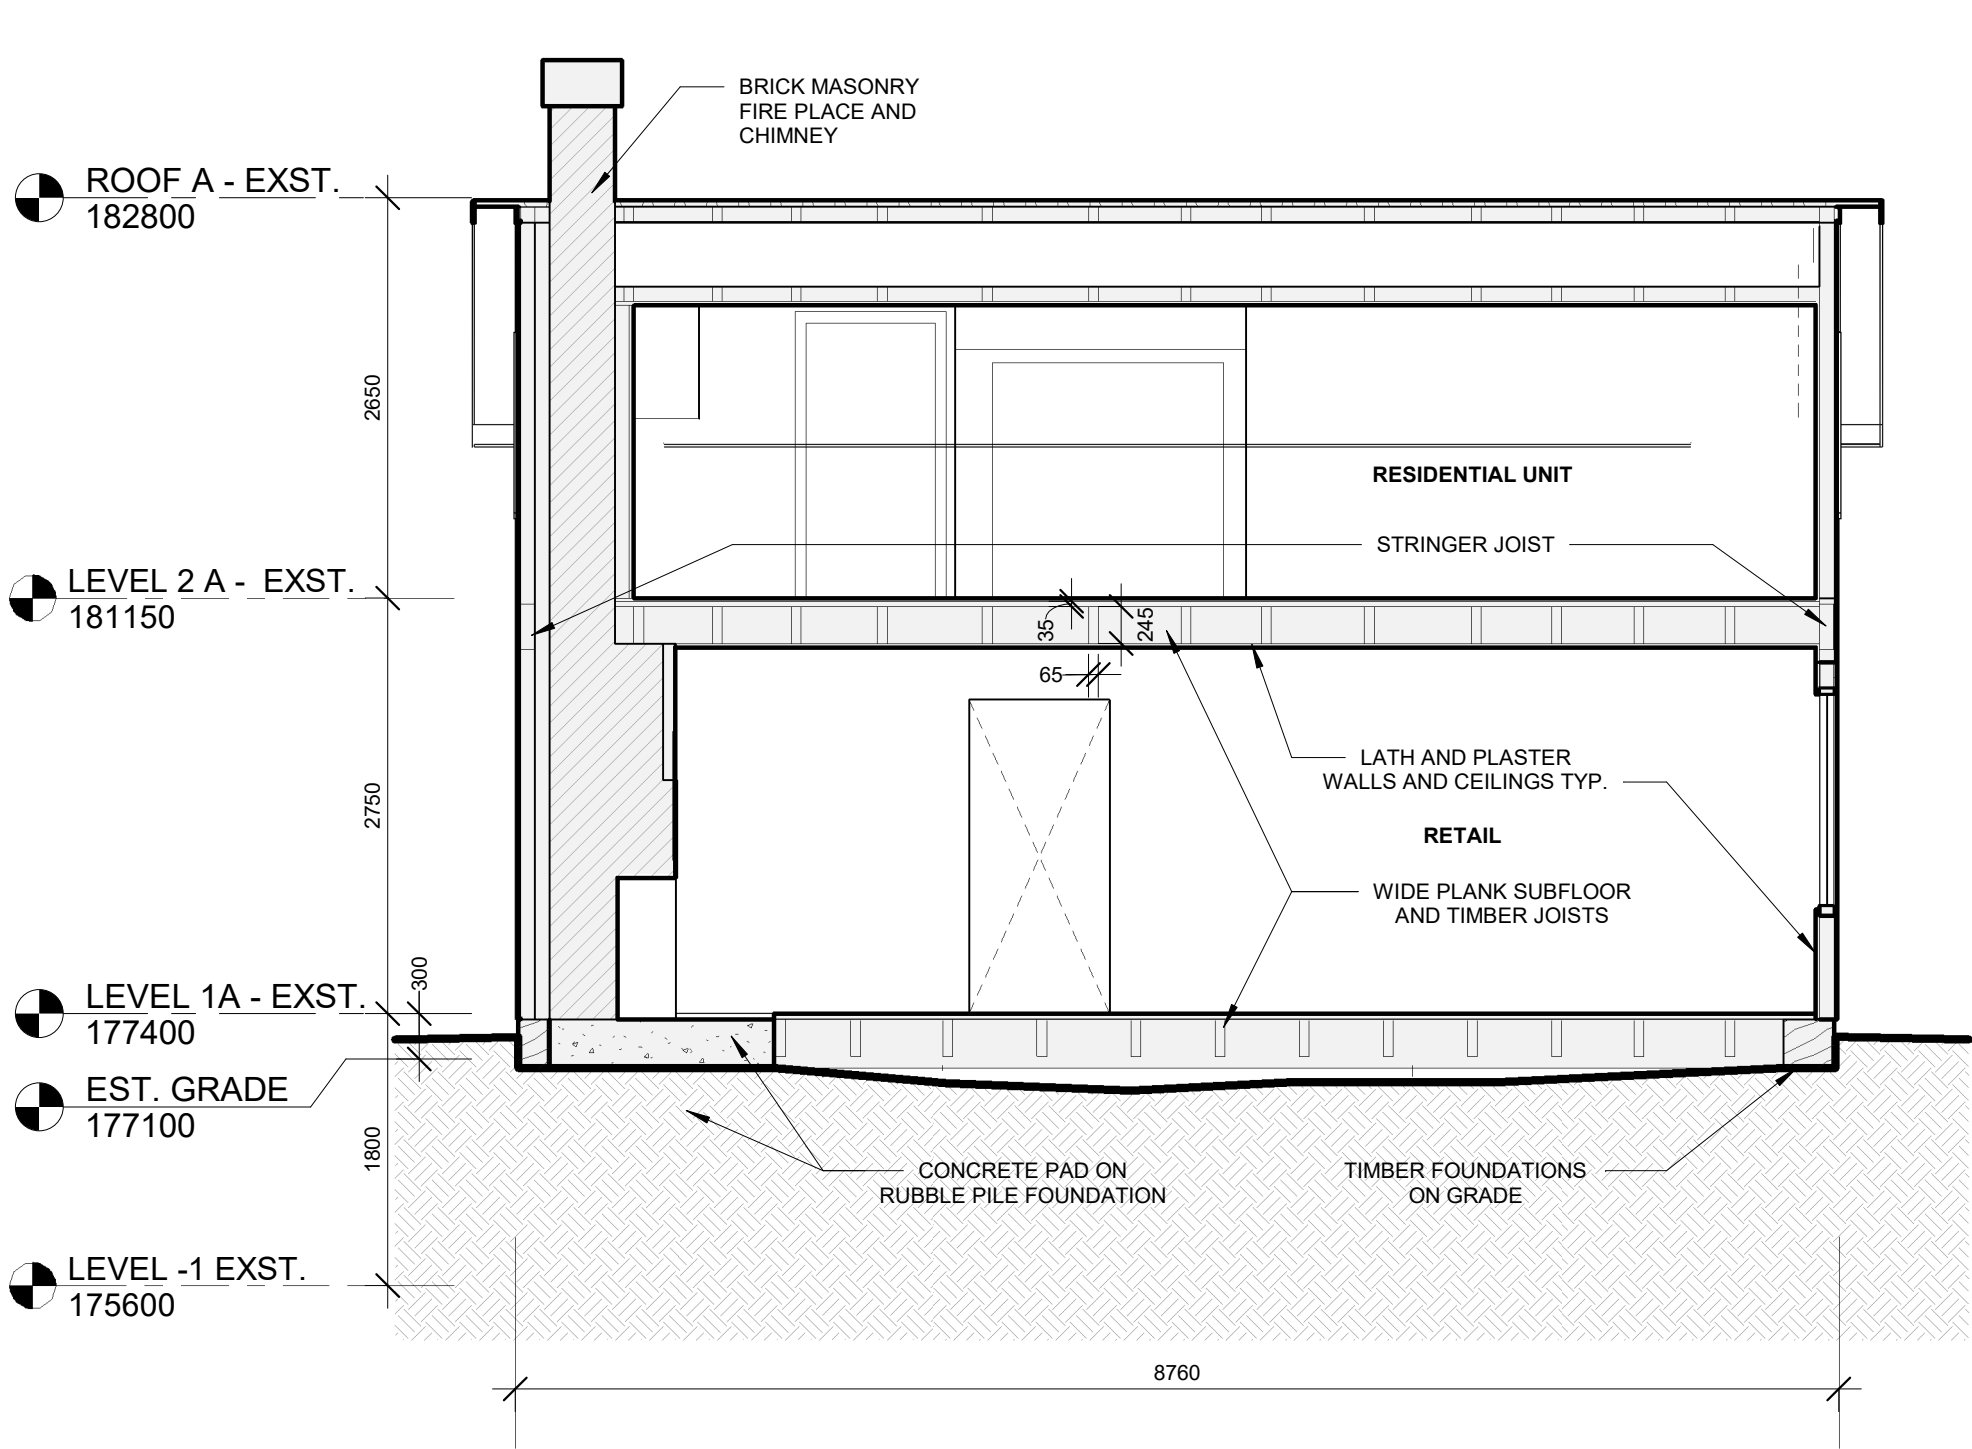 BRICK MASONRY
FIRE PLACE AND
CHIMNEY
ROOF A - EXST.
182800
2650
RESIDENTIAL UNIT
STRINGER JOIST
LEVEL 2 A -  EXST.
181150
35
245
65
LATH AND PLASTER
WALLS AND CEILINGS TYP.
2750
RETAIL
WIDE PLANK SUBFLOOR
AND TIMBER JOISTS
300
LEVEL 1A - EXST.
177400
EST. GRADE
177100
1800
CONCRETE PAD ON
RUBBLE PILE FOUNDATION
TIMBER FOUNDATIONS
ON GRADE
LEVEL -1 EXST.
175600
8760